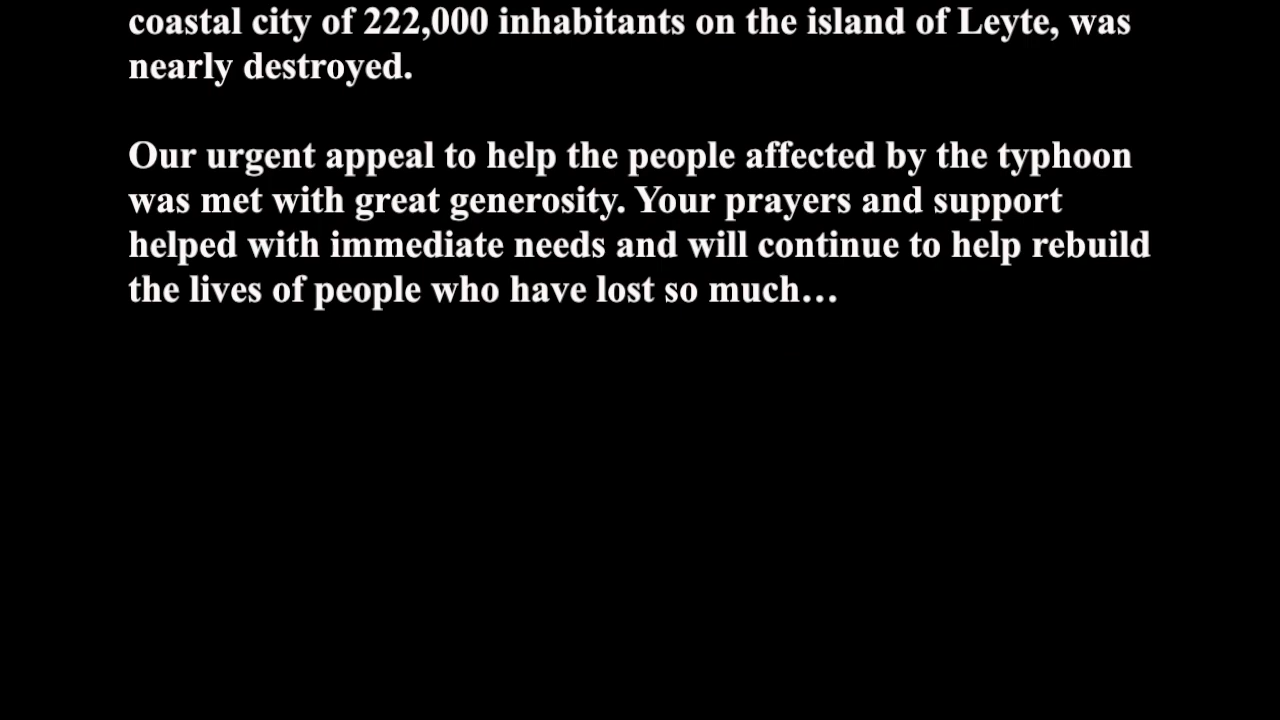 coastal city of 222,000 inhabitants on the island of Leyte, was
nearly destroyed.
Our urgent appeal to help the people affected by the typhoon
was met with great generosity. Your prayers and support
helped with immediate needs and will continue to help rebuild
the lives of people who have lost so much…